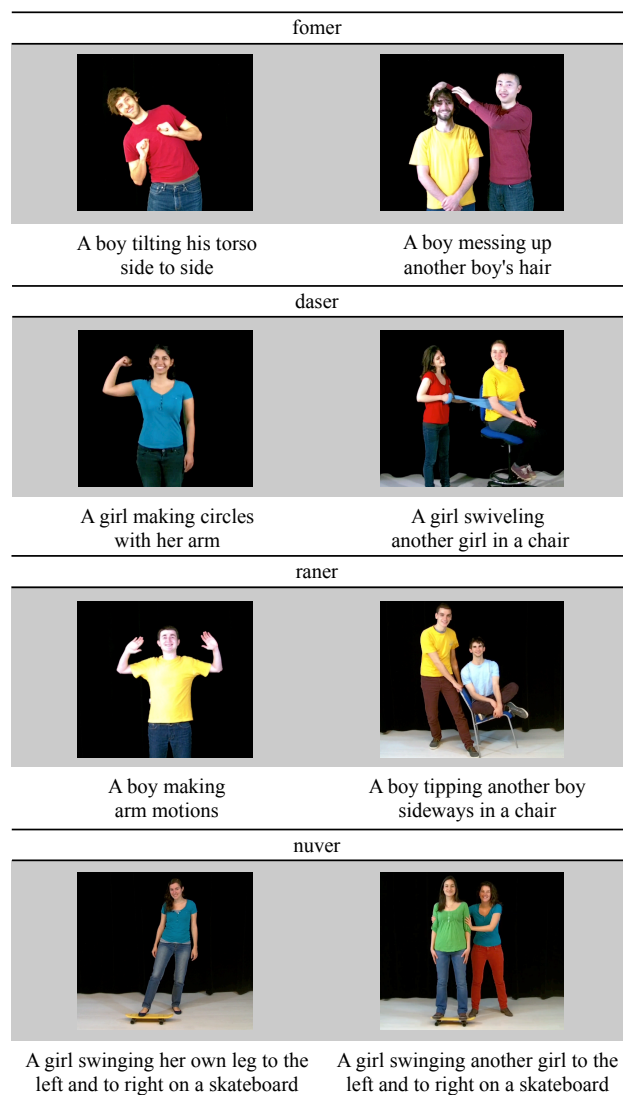 fomer
A boy tilting his torso
side to side
A boy messing up
another boy's hair
daser
A girl making circles
with her arm
A girl swiveling
another girl in a chair
raner
A boy making
arm motions
A boy tipping another boy
sideways in a chair
nuver
A girl swinging her own leg to the
left and to right on a skateboard
A girl swinging another girl to the
left and to right on a skateboard